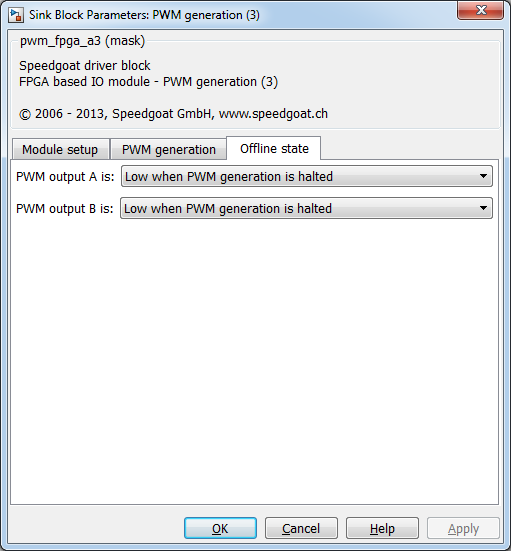 Sink Block Parameters: PWM generation (3)
pwm_fpga_a3 (mask)
Speedgoat driver block
FPGA based IO module - PWM generation (3)
© 2006 - 2013, Speedgoat GmbH, www.speedgoat.ch
Module setup PWM generation Offline state
PWM output A is: Low when PWM generation is halted
PWM output B is: Low when PWM generation is halted
OK Cancel Help Apply